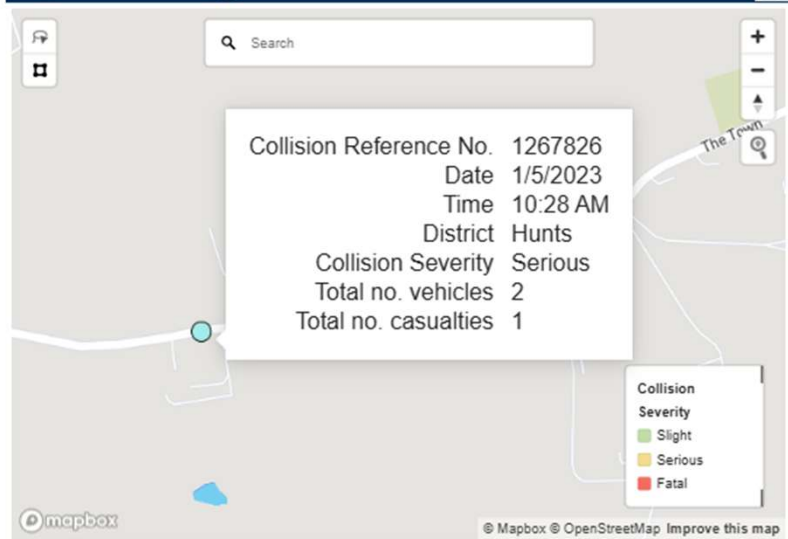 Search
The Town
Collision Reference No. 1267826
Date 1/5/2023
Time 10:28 AM
District Hunts
Collision Severity Serious
Total no. vehicles 2
Total no. casualties 1
Collision
Severity
Slight
Serious
Fatal
mapbox
© Mapbox © OpenStreetMap Improve this map